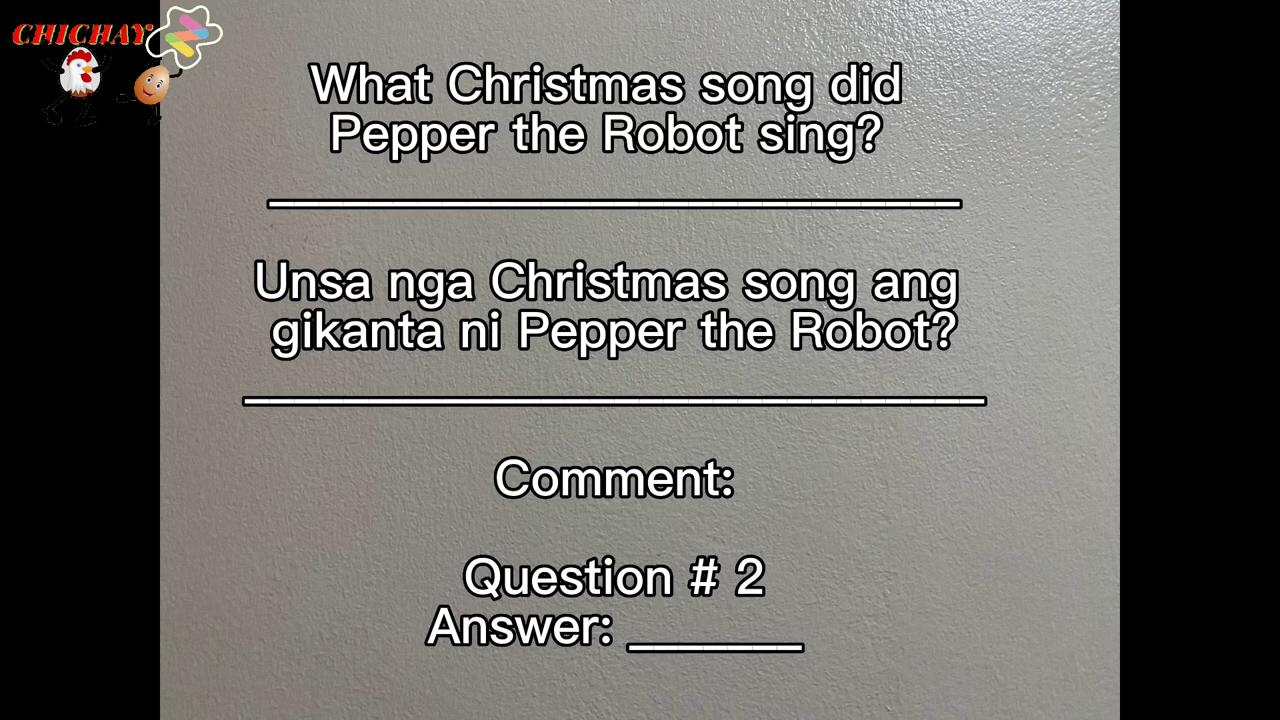 CHICHAY
What Christmas song did
Pepper the Robot sing?
Unsa nga Christmas song ang
gikanta ni Pepper the Robot?
Comment:
Question # 2
Answer: _______